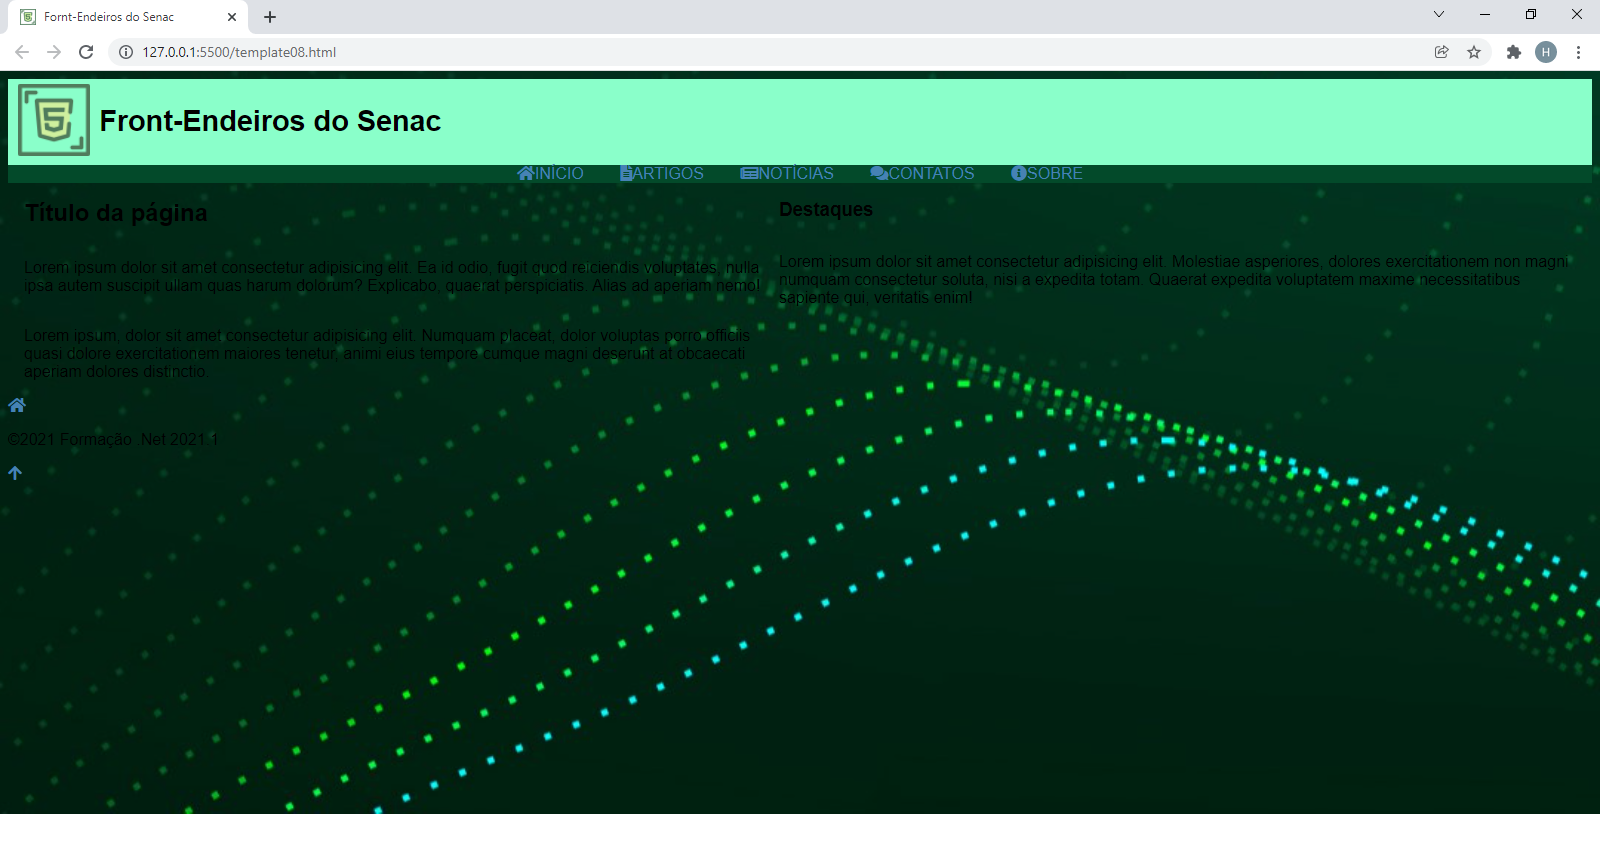 Fornt-Endeiros do Senac
127.0.0.1:5500/template08.html
H
5
Front-Endeiros do Senac
INÍCIO ARTIGOS NOTÍCIAS CONTATOS SOBRE
Título da página
Lorem ipsum dolor sit amet consectetur adipisicing elit. Ea id odio, fugit quod reiciendis voluptates, nulla
ipsa autem suscipit ullam quas harum dolorum? Explicabo, quaerat perspiciatis. Alias ad aperiam nemo!
Lorem ipsum, dolor sit amet consectetur adipisicing elit. Numquam placeat, dolor voluptas porro officiis
quasi dolore exercitationem maiores tenetur, animi eius tempore cumque magni deserunt at obcaecati
aperiam dolores distinctio.
Destaques
Lorem ipsum dolor sit amet consectetur adipisicing elit. Molestiae asperiores, dolores exercitationem non magni
numquam consectetur soluta, nisi a expedita totam. Quaerat expedita voluptatem maxime necessitatibus
sapiente qui, veritatis enim!
©2021 Formação .Net 2021.1